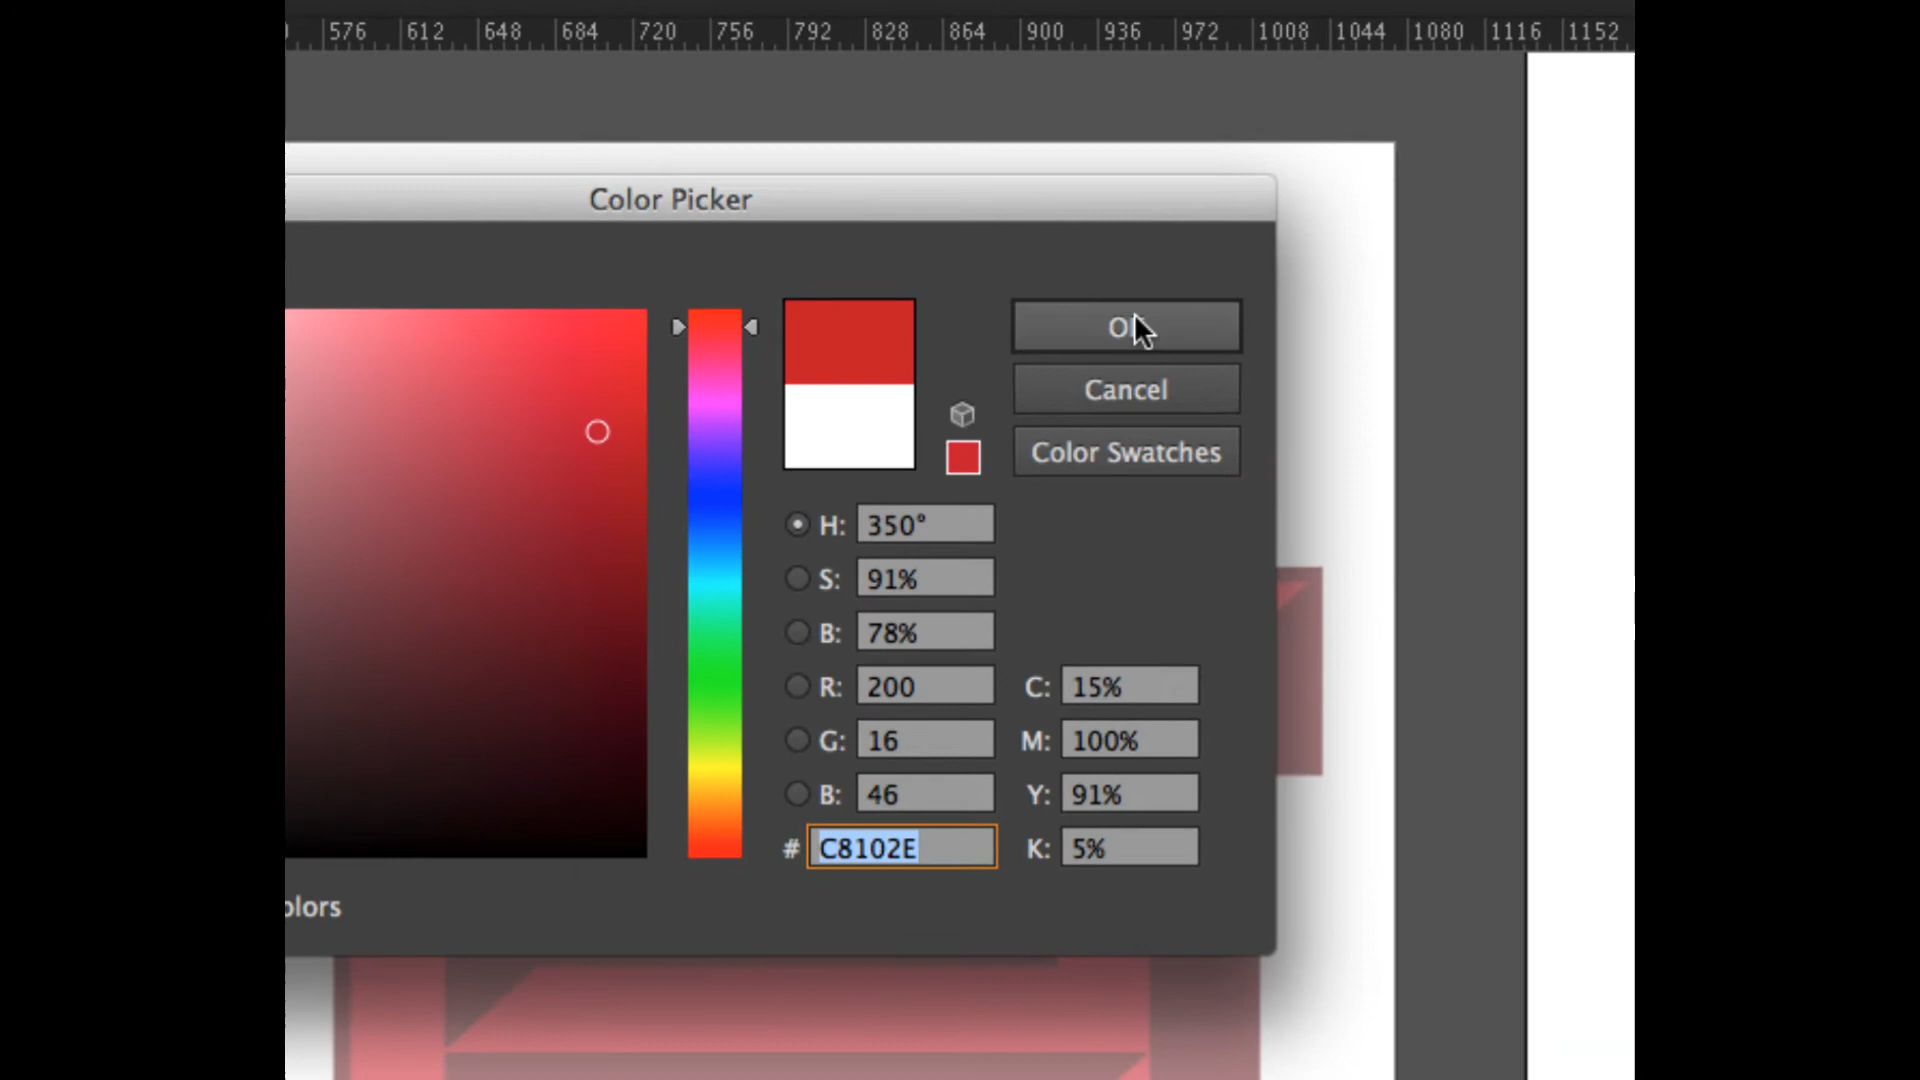 576 612 648 684 720 756 792 828 864 900 936 972 1008 1044 1080 1116 1152
Color Picker
Cancel
Color Swatches
H: 350°
S: 91%
B: 78%
R: 200 C: 15%
G: 16 M: 100%
B: 46 Y: 91%
# C8102E K: 5%
olors